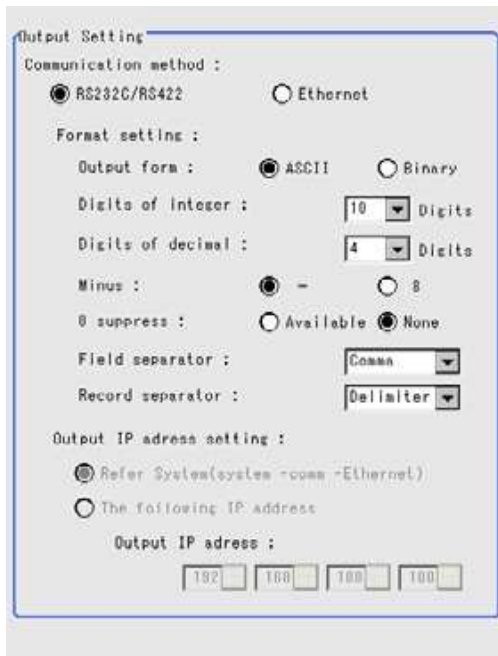 Output Setting
Communication method :
RS232C/RS422 Ethernet
Format setting :
Output form : ASCII Binary
Digits of integer : 10 Digits
Digits of decimal : 4 Digits
Minus : - 8
0 suppress : Available None
Field separator : Comma
Record separator : Delimiter
Output IP adress setting :
Refer System(system -comm -Ethernet)
The following IP address
Output IP adress :
192 168 100 100